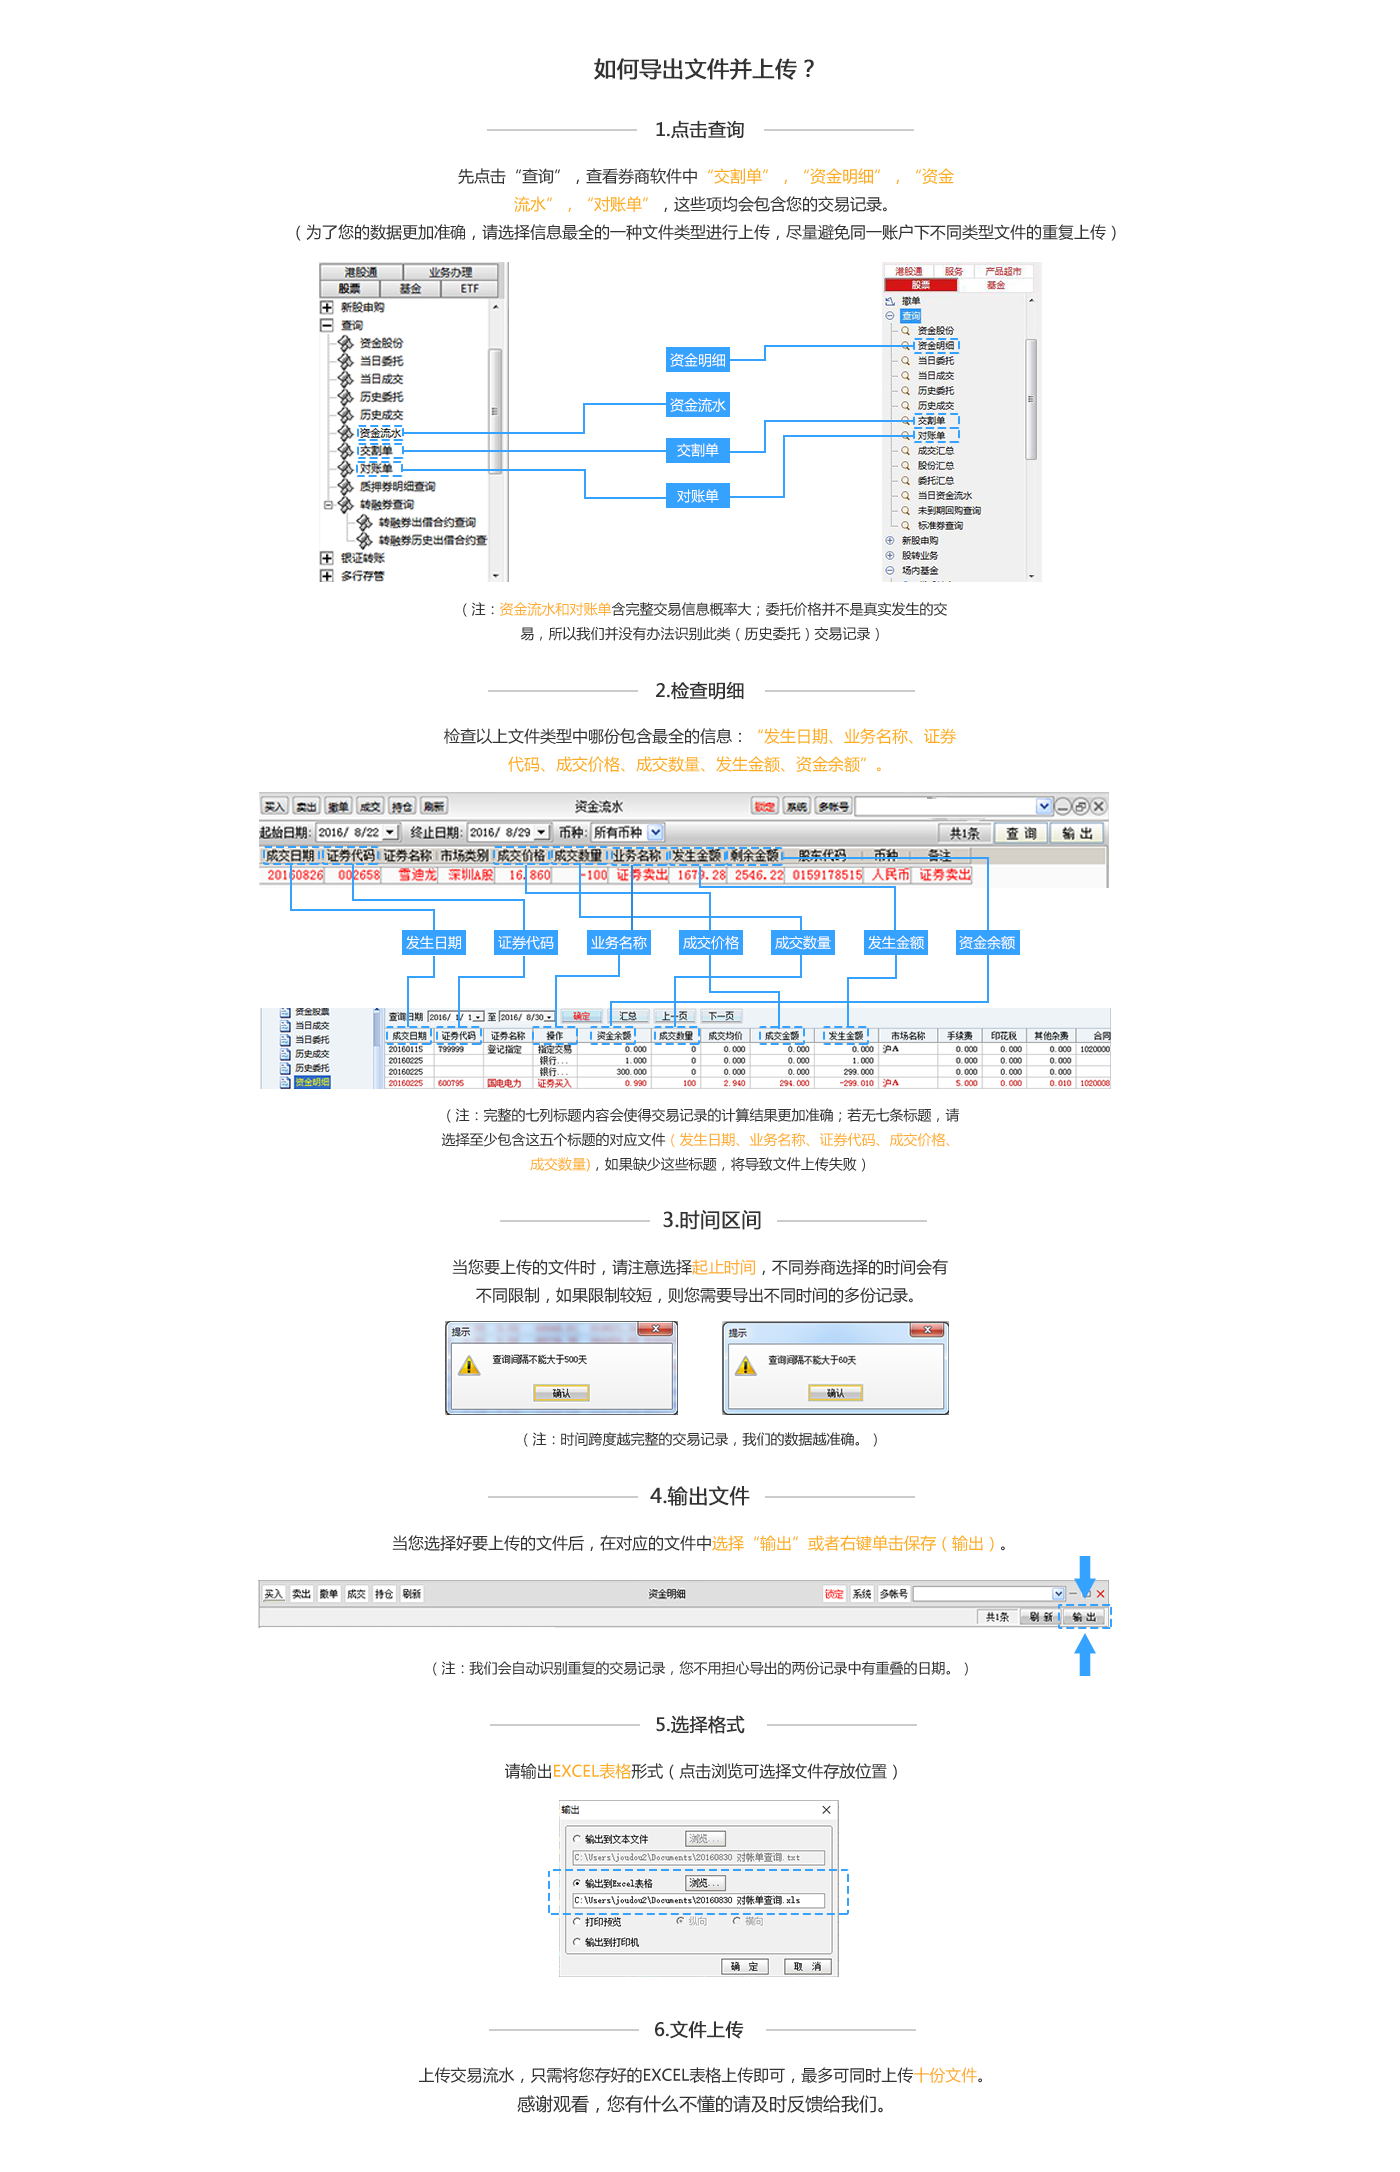 如何导出文件并上传？
1.点击查询
先点击“查询”，查看券商软件中“交割单”，“资金明细”，“资金
流水”，“对账单”，这些项均会包含您的交易记录。
（为了您的数据更加准确，请选择信息最全的一种文件类型进行上传，尽量避免同一账户下不同类型文件的重复上传）
港股通 业务办理
股票 基金 ETF
新股申购
查询
资金股份
当日委托
当日成交
历史委托
历史成交
资金流水
交割单
对账单
质押券明细查询
转融券查询
转融券出借合约查询
转融券历史出借合约查
银证转账
多行存管
资金明细
资金流水
交割单
对账单
港股通 服务 产品超市
股票 基金
撤单
查询
资金股份
资金明细
当日委托
当日成交
历史委托
历史成交
交割单
对账单
成交汇总
股份汇总
委托汇总
当日资金流水
未到期回购查询
标准券查询
新股申购
股转业务
场内基金
（注：资金流水和对账单含完整交易信息概率大；委托价格并不是真实发生的交
易，所以我们并没有办法识别此类（历史委托）交易记录）
2.检查明细
检查以上文件类型中哪份包含最全的信息：“发生日期、业务名称、证券
代码、成交价格、成交数量、发生金额、资金余额”。
买入 卖出 撤单 成交 持仓 刷新 资金流水 锁定 系统 多帐号
起始日期: 2016/ 8/22 终止日期: 2016/ 8/29 币种: 所有币种 共1条 查 询 输 出
成交日期 证券代码 证券名称 市场类别 成交价格 成交数量 业务名称 发生金额 剩余金额 股东代码 币种 备注
20160826 002658 雪迪龙 深圳A股 16.860 -100 证券卖出 1679.28 2546.22 0159178515 人民币 证券卖出
发生日期 证券代码 业务名称 成交价格 成交数量 发生金额 资金余额
资金股票
当日成交
当日委托
历史成交
历史委托
资金明细
查询日期 2016/ 1/ 1 至 2016/ 8/30 确定 汇总 上一页 下一页
成交日期 证券代码 证券名称 操作 资金余额 成交数量 成交均价 成交金额 发生金额 市场名称 手续费 印花税 其他杂费 合同
20160115 799999 登记指定 指定交易 0.000 0 0.000 0.000 0.000 沪A 0.000 0.000 0.000 1020000
20160225 银行... 1.000 0 0.000 0.000 1.000 0.000 0.000 0.000
20160225 银行... 300.000 0 0.000 0.000 299.000 0.000 0.000 0.000
20160225 600795 国电电力 证券买入 0.990 100 2.940 294.000 -299.010 沪A 5.000 0.000 0.010 1020008
（注：完整的七列标题内容会使得交易记录的计算结果更加准确；若无七条标题，请
选择至少包含这五个标题的对应文件（发生日期、业务名称、证券代码、成交价格、
成交数量)，如果缺少这些标题，将导致文件上传失败）
3.时间区间
当您要上传的文件时，请注意选择起止时间，不同券商选择的时间会有
不同限制，如果限制较短，则您需要导出不同时间的多份记录。
提示
查询间隔不能大于500天
确认
提示
查询间隔不能大于60天
确认
（注：时间跨度越完整的交易记录，我们的数据越准确。）
4.输出文件
当您选择好要上传的文件后，在对应的文件中选择“输出”或者右键单击保存（输出）。
买入 卖出 撤单 成交 持仓 刷新 资金明细 锁定 系统 多帐号
共1条 刷 新 输 出
（注：我们会自动识别重复的交易记录，您不用担心导出的两份记录中有重叠的日期。）
5.选择格式
请输出EXCEL表格形式（点击浏览可选择文件存放位置）
输出
输出到文本文件 浏览...
C:\Users\joudou2\Documents\20160830 对帐单查询.txt
输出到Excel表格 浏览...
C:\Users\joudou2\Documents\20160830 对帐单查询.xls
打印预览 纵向 横向
输出到打印机
确 定 取 消
6.文件上传
上传交易流水，只需将您存好的EXCEL表格上传即可，最多可同时上传十份文件。
感谢观看，您有什么不懂的请及时反馈给我们。